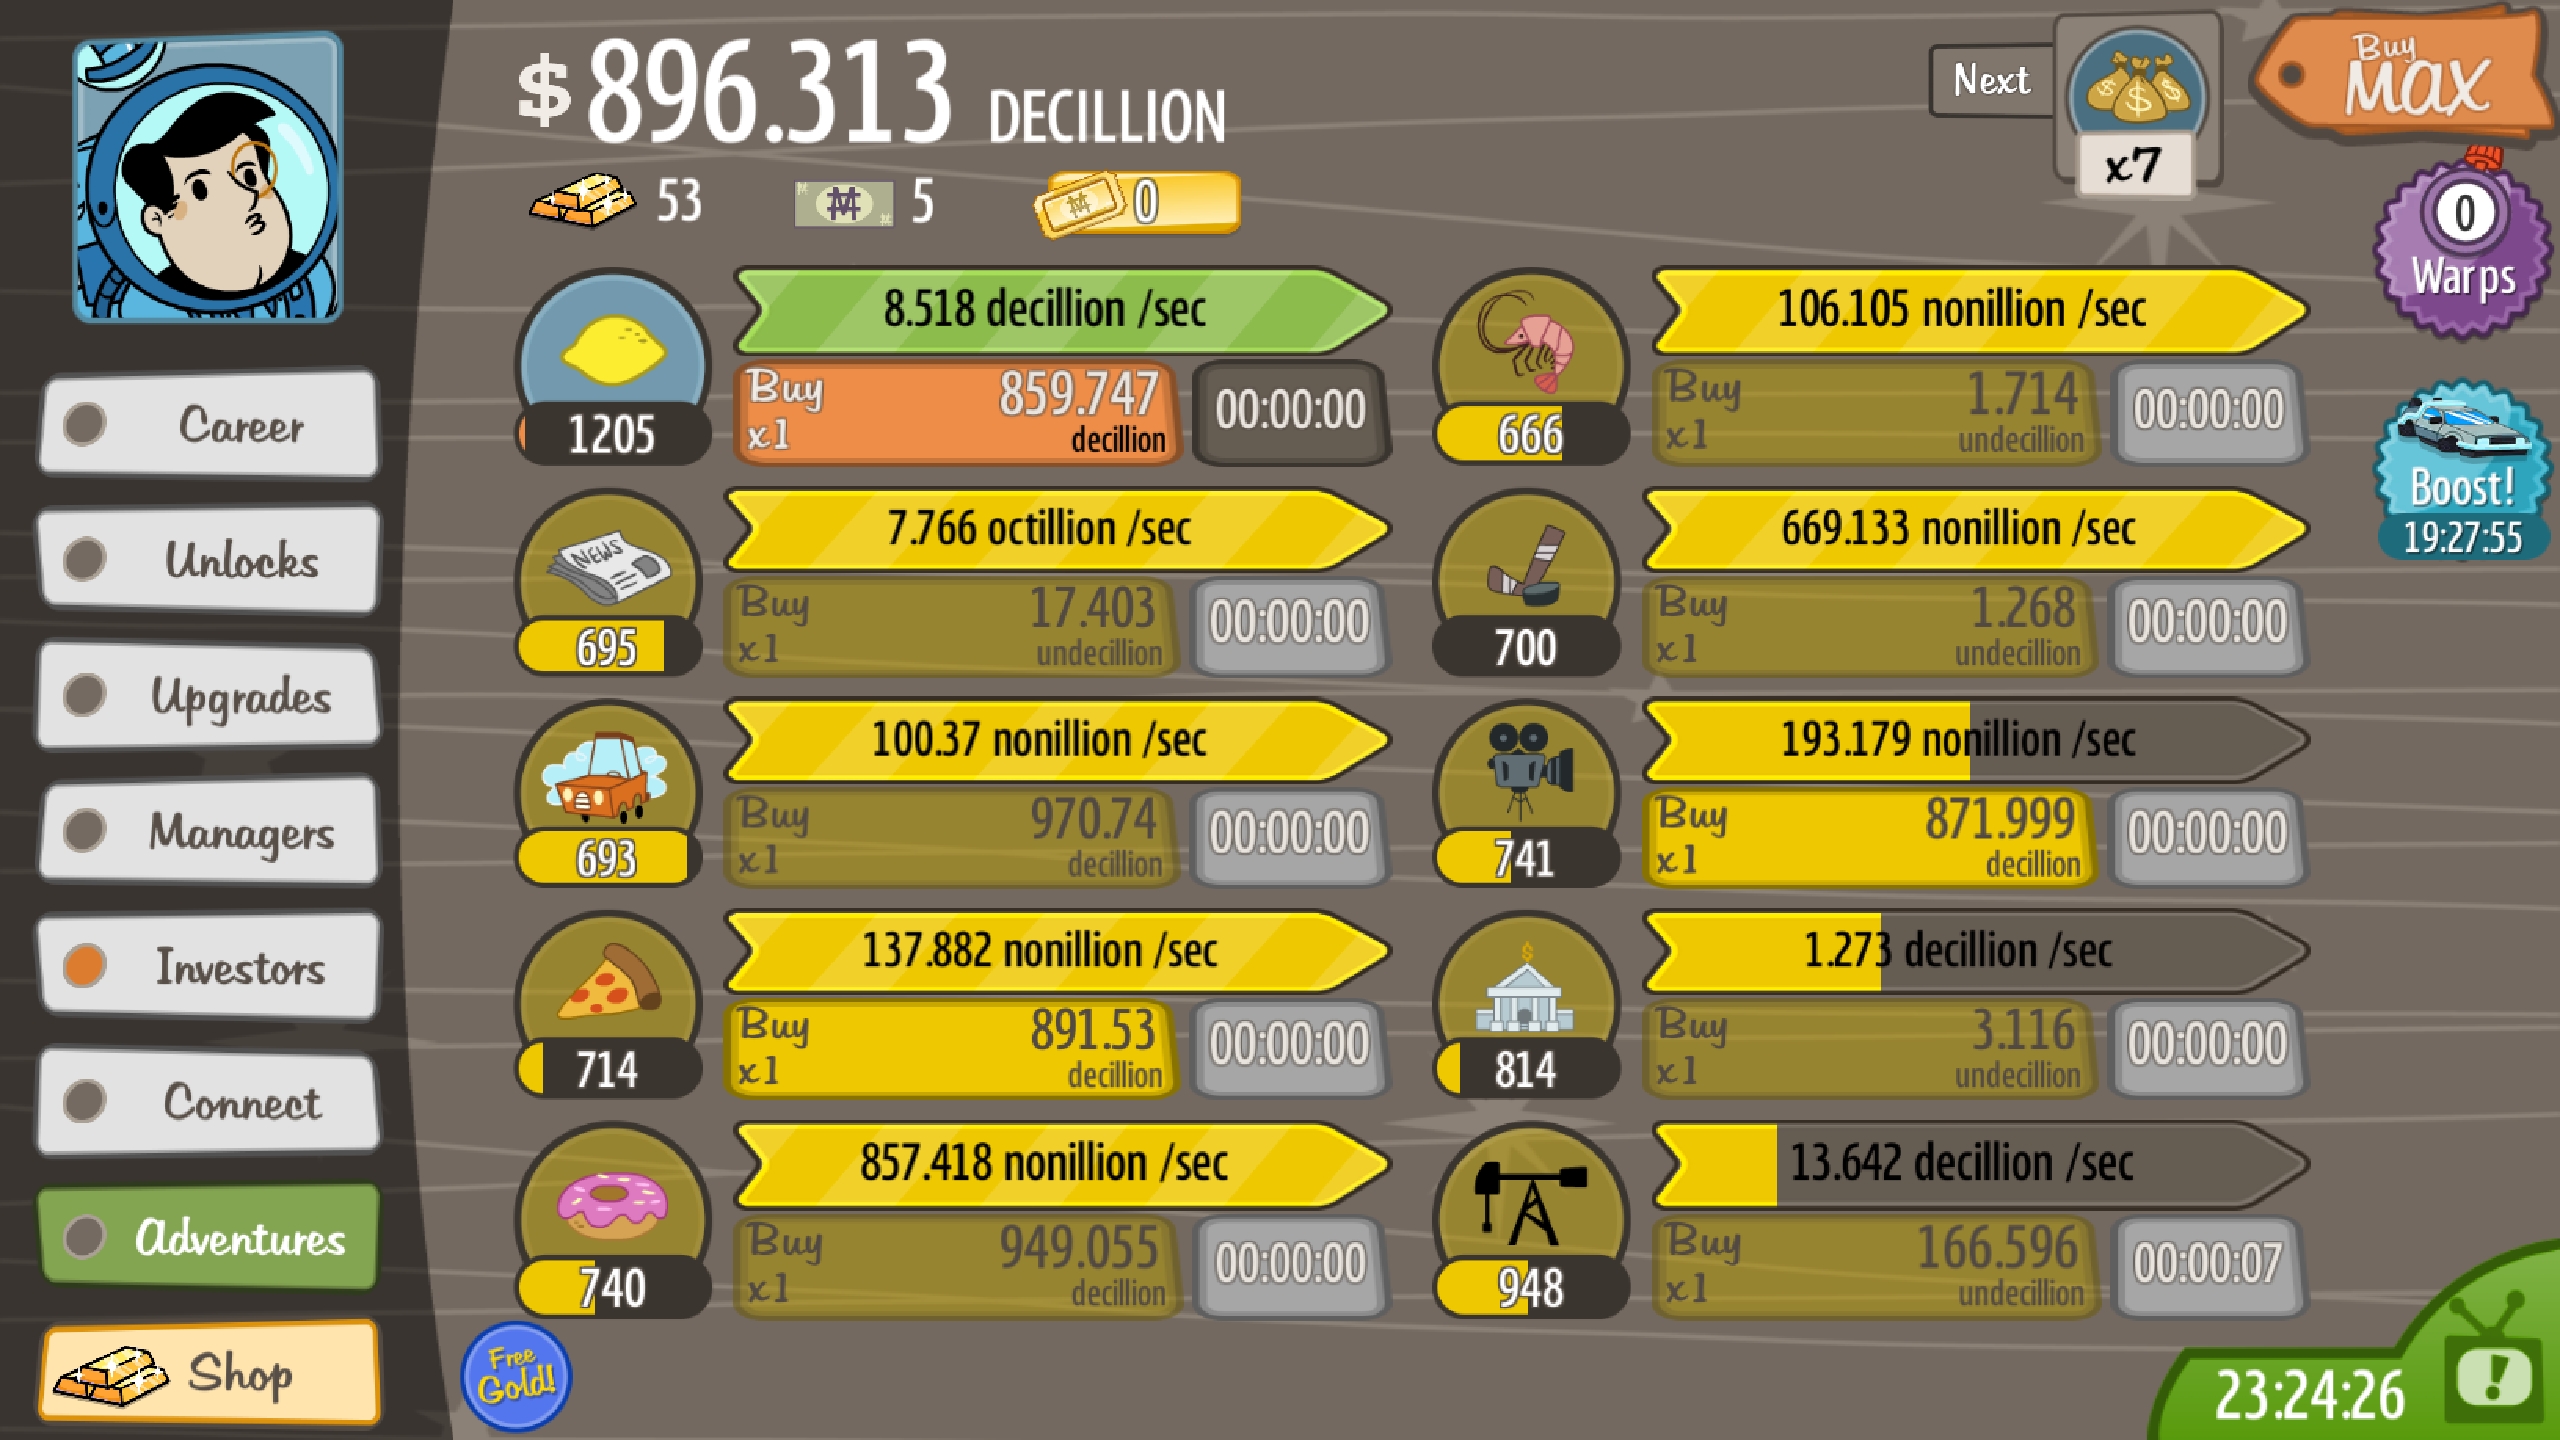 $896.313 DECILLION
53
5
0
Next
x7
Buy
MAX
0
Warps
Boost!
19:27:55
Career
Unlocks
Upgrades
Managers
Investors
Connect
Adventures
Shop
8.518 decillion /sec
1205
Buy x1
859.747 decillion
00:00:00
NEWS
7.766 octillion /sec
695
Buy x1
17.403 undecillion
00:00:00
100.37 nonillion /sec
693
Buy x1
970.74 decillion
00:00:00
137.882 nonillion /sec
714
Buy x1
891.53 decillion
00:00:00
857.418 nonillion /sec
740
Buy x1
949.055 decillion
00:00:00
106.105 nonillion /sec
666
Buy x1
1.714 undecillion
00:00:00
669.133 nonillion /sec
700
Buy x1
1.268 undecillion
00:00:00
193.179 nonillion /sec
741
Buy x1
871.999 decillion
00:00:00
1.273 decillion /sec
814
Buy x1
3.116 undecillion
00:00:00
13.642 decillion /sec
948
Buy x1
166.596 undecillion
00:00:07
Free
Gold!
23:24:26
!